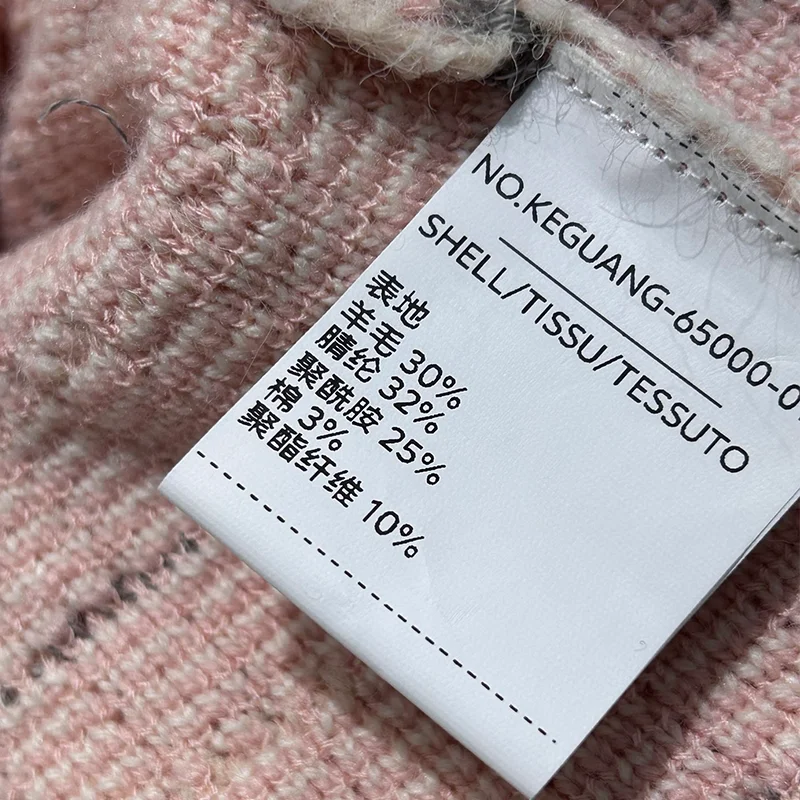 NO.KEGUANG-65000-0
SHELL/TISSU/TESSUTO
表地
羊毛 30%
腈纶 32%
聚酰胺 25%
棉 3%
聚酯纤维 10%